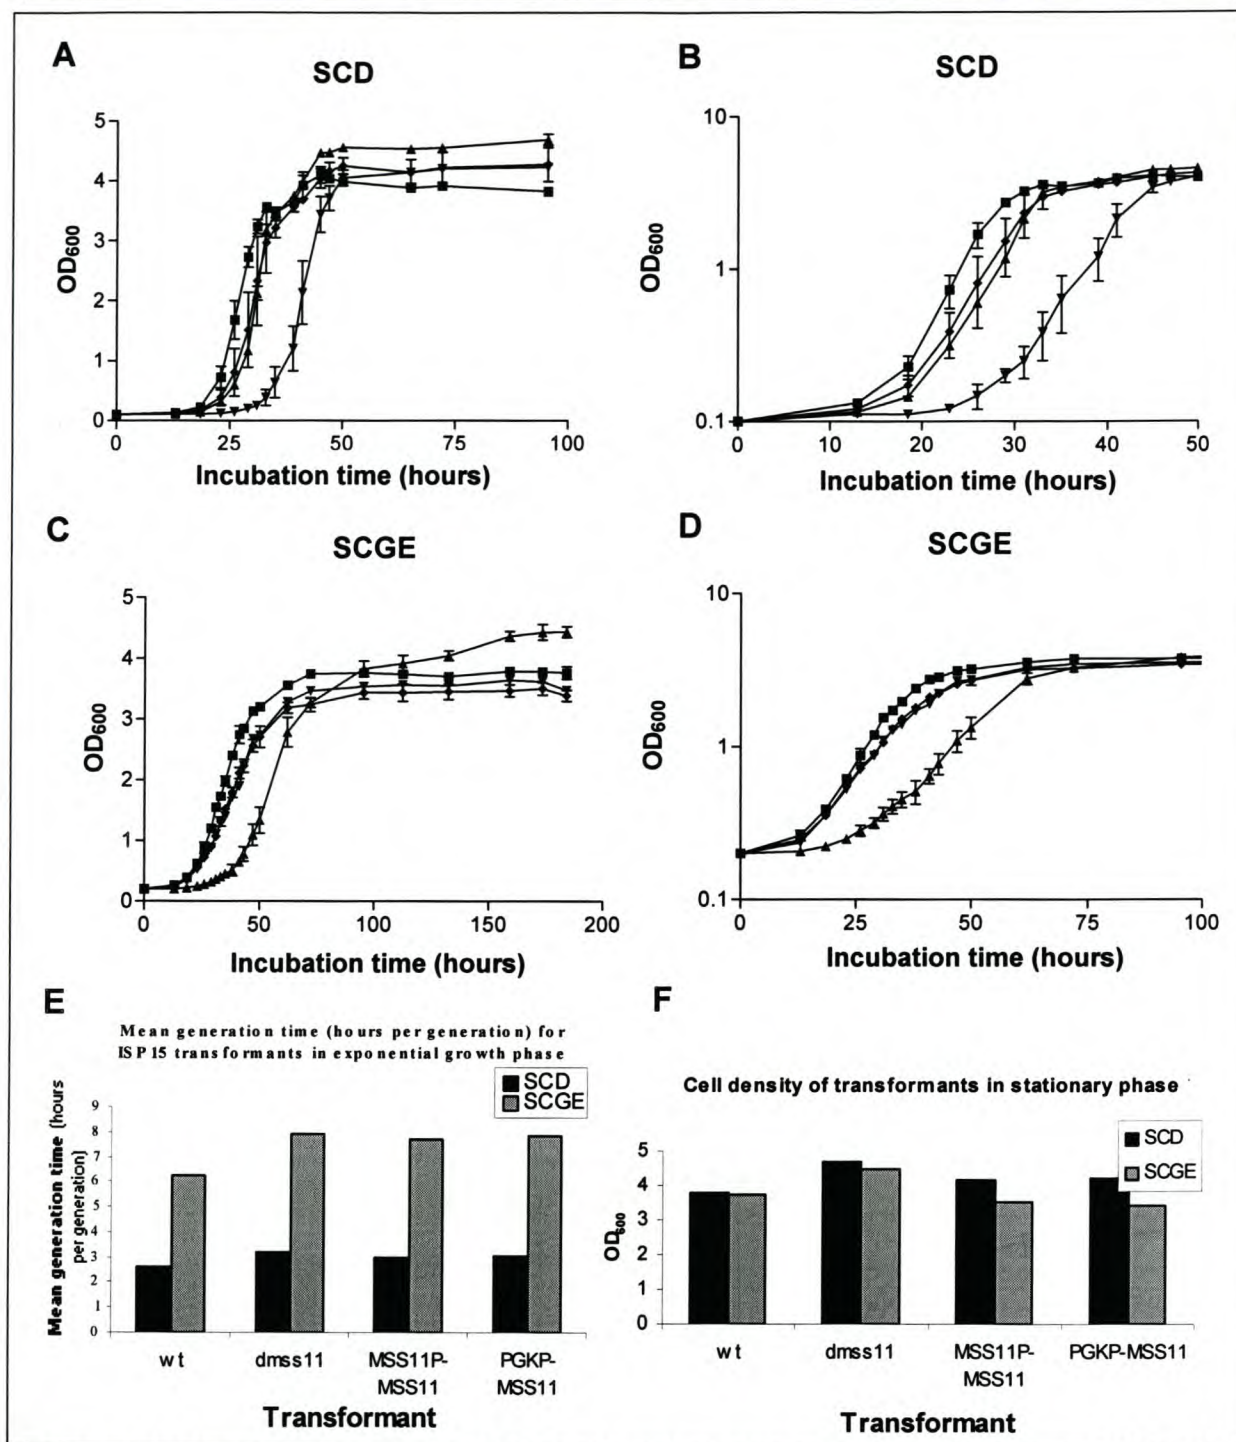 A
SCD
5
4
3
2
1
0
OD600
0 25 50 75 100
Incubation time (hours)
B
SCD
10
1
0.1
OD600
0 10 20 30 40 50
Incubation time (hours)
C
SCGE
5
4
3
2
1
0
OD600
0 50 100 150 200
Incubation time (hours)
D
SCGE
10
1
0.1
OD600
0 25 50 75 100
Incubation time (hours)
E
Mean generation time (hours per generation) for
ISP15 transformants in exponential growth phase
SCD
SCGE
Mean generation time (hours
per generation)
9
8
7
6
5
4
3
2
1
0
wt dmss11 MSS11P- PGKP-
MSS11 MSS11
Transformant
F
Cell density of transformants in stationary phase
SCD
SCGE
OD600
5
4
3
2
1
0
wt dmss11 MSS11P- PGKP-MSS11
MSS11
Transformant